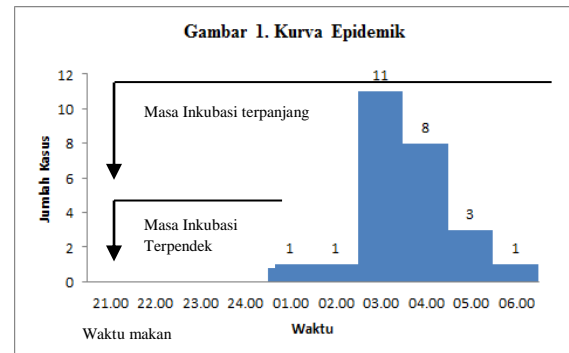 Gambar 1. Kurva Epidemik
12
10
8
6
4
2
0
Jumlah Kasus
Masa Inkubasi terpanjang
Masa Inkubasi
Terpendek
1 1 11 8 3 1
21.00 22.00 23.00 24.00 01.00 02.00 03.00 04.00 05.00 06.00
Waktu makan
Waktu